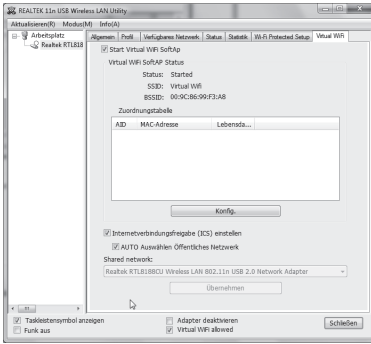 REALTEK 11n USB Wireless LAN Utility
Aktualisieren(R) Modus(M) Info(A)
Arbeitsplatz
Realtek RTL818
Allgemein Profil Verfügbares Netzwerk Status Statistik Wi-Fi Protected Setup Virtual WiFi
Start Virtual WiFi SoftAp
Virtual WiFi SoftAP Status
Status: Started
SSID: Virtual Wifi
BSSID: 00:9C:86:99:F3:A8
Zuordnungstabelle
AID MAC-Adresse Lebensda...
Konfig.
Internetverbindungsfreigabe (ICS) einstellen
AUTO Auswählen Öffentliches Netzwerk
Shared network:
Realtek RTL8188CU Wireless LAN 802.11n USB 2.0 Network Adapter
Übernehmen
Taskleistensymbol anzeigen
Funk aus
Adapter deaktivieren
Virtual WiFi allowed
Schließen